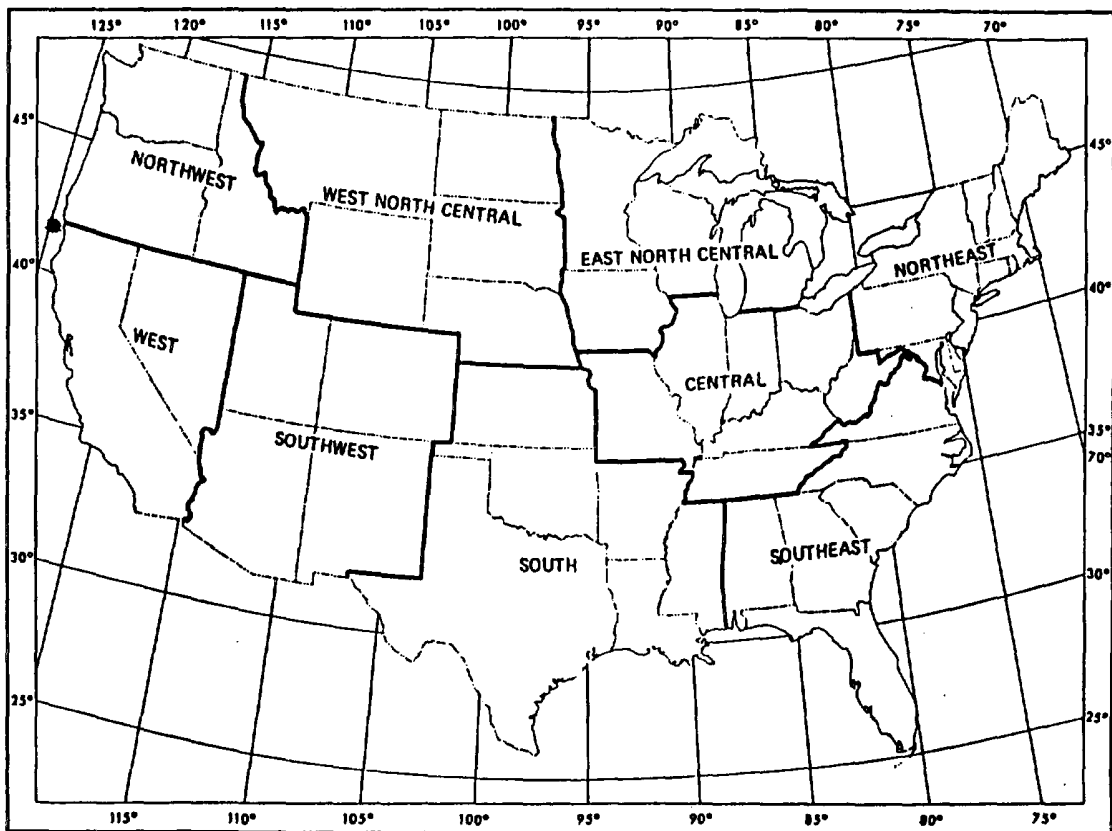 125° 120° 115° 110° 105° 100° 95° 90° 85° 80° 75° 70°
45°
45°
NORTHWEST
WEST NORTH CENTRAL
EAST NORTH CENTRAL
NORTHEAST
40°
40°
WEST
CENTRAL
35°
35°
70°
SOUTHWEST
SOUTH
SOUTHEAST
30°
30°
25°
25°
115° 110° 105° 100° 95° 90° 85° 80° 75°